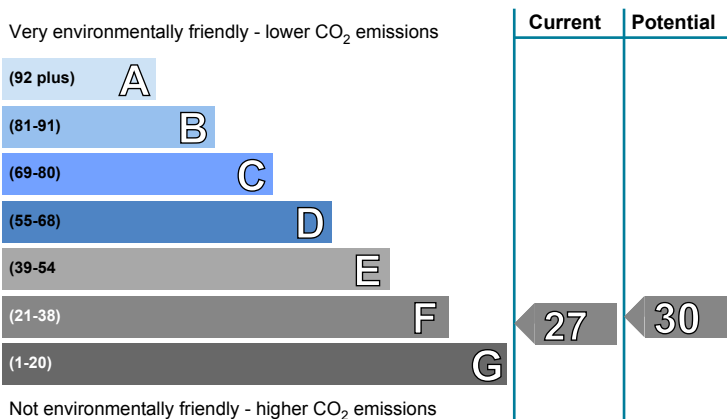 Current Potential
Very environmentally friendly - lower CO2 emissions
(92 plus) A
(81-91) B
(69-80) C
(55-68) D
(39-54 E
(21-38) F 27 30
(1-20) G
Not environmentally friendly - higher CO2 emissions